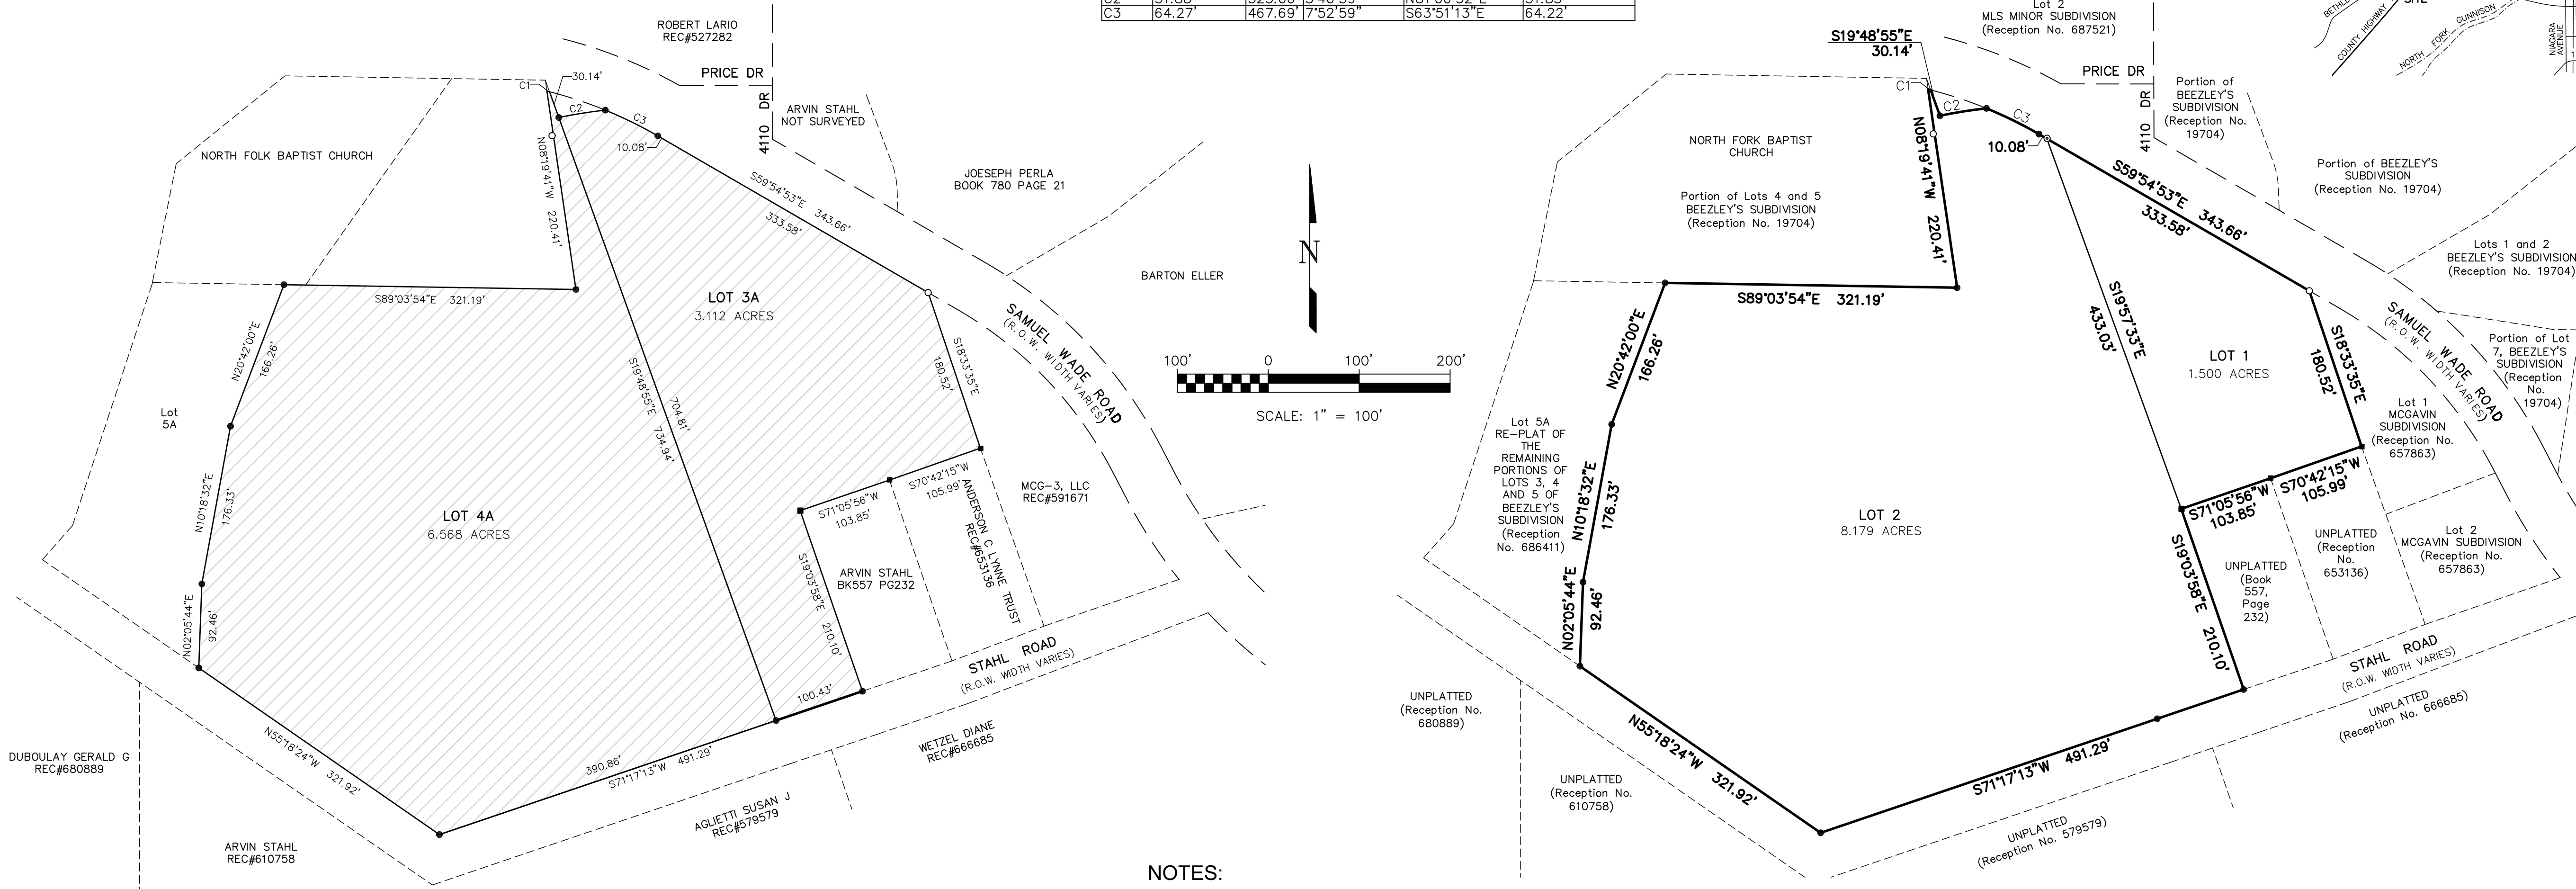 C3 64.27' 467.69' 7°52'59" S63°51'13"E 64.22'
ROBERT LARIO
REC#527282
PRICE DR
4110 DR
ARVIN STAHL
NOT SURVEYED
C1
30.14'
C2
C3
10.08'
NORTH FOLK BAPTIST CHURCH
N08°19'41"W 220.41'
JOESEPH PERLA
BOOK 780 PAGE 21
S59°54'53"E 343.66'
333.58'
BARTON ELLER
S89°03'54"E 321.19'
LOT 3A
3.112 ACRES
SAMUEL WADE ROAD
(R.O.W. WIDTH VARIES)
N20°42'00"E
166.26'
S18°33'35"E
180.52'
S19°48'55"E 734.94'
704.81'
Lot
5A
N10°18'32"E
176.33'
LOT 4A
6.568 ACRES
S70°42'15"W
105.99'
S71°05'56"W
103.85'
MCG-3, LLC
REC#591671
ANDERSON C LYNNE TRUST
REC#653136
S19°03'58"E 210.10'
ARVIN STAHL
BK557 PG232
N02°05'44"E
92.46'
STAHL ROAD
(R.O.W. WIDTH VARIES)
100.43'
N55°18'24"W 321.92'
390.86'
S71°17'13"W 491.29'
WETZEL DIANE
REC#666685
AGLIETTI SUSAN J
REC#579579
DUBOULAY GERALD G
REC#680889
ARVIN STAHL
REC#610758
N
100' 0 100' 200'
SCALE: 1" = 100'
NOTES:
Lot 2
MLS MINOR SUBDIVISION
(Reception No. 687521)
COUNTY HIGHWAY
NORTH FORK GUNNISON
NIAGARA
AVENUE
S19°48'55"E
30.14'
PRICE DR
4110 DR
Portion of
BEEZLEY'S
SUBDIVISION
(Reception No.
19704)
C1
C2
C3
10.08'
NORTH FORK BAPTIST
CHURCH
Portion of Lots 4 and 5
BEEZLEY'S SUBDIVISION
(Reception No. 19704)
N08°19'41"W 220.41'
Portion of BEEZLEY'S
SUBDIVISION
(Reception No. 19704)
S59°54'53"E 343.66'
333.58'
Lots 1 and 2
BEEZLEY'S SUBDIVISION
(Reception No. 19704)
S89°03'54"E 321.19'
S19°57'33"E
433.03'
SAMUEL WADE ROAD
(R.O.W. WIDTH VARIES)
Portion of Lot
7, BEEZLEY'S
SUBDIVISION
(Reception
No.
19704)
N20°42'00"E
166.26'
LOT 1
1.500 ACRES
S18°33'35"E
180.52'
Lot 1
MCGAVIN
SUBDIVISION
(Reception No.
657863)
Lot 5A
RE-PLAT OF
THE
REMAINING
PORTIONS OF
LOTS 3, 4
AND 5 OF
BEEZLEY'S
SUBDIVISION
(Reception
No. 686411)
N10°18'32"E
176.33'
LOT 2
8.179 ACRES
S71°05'56"W
103.85'
S70°42'15"W
105.99'
UNPLATTED
(Reception
No.
653136)
Lot 2
MCGAVIN SUBDIVISION
(Reception No.
657863)
S19°03'58"E 210.10'
UNPLATTED
(Book
557,
Page
232)
N02°05'44"E
92.46'
STAHL ROAD
(R.O.W. WIDTH VARIES)
UNPLATTED
(Reception No. 666685)
UNPLATTED
(Reception No.
680889)
N55°18'24"W 321.92'
S71°17'13"W 491.29'
UNPLATTED
(Reception No.
610758)
UNPLATTED
(Reception No. 579579)